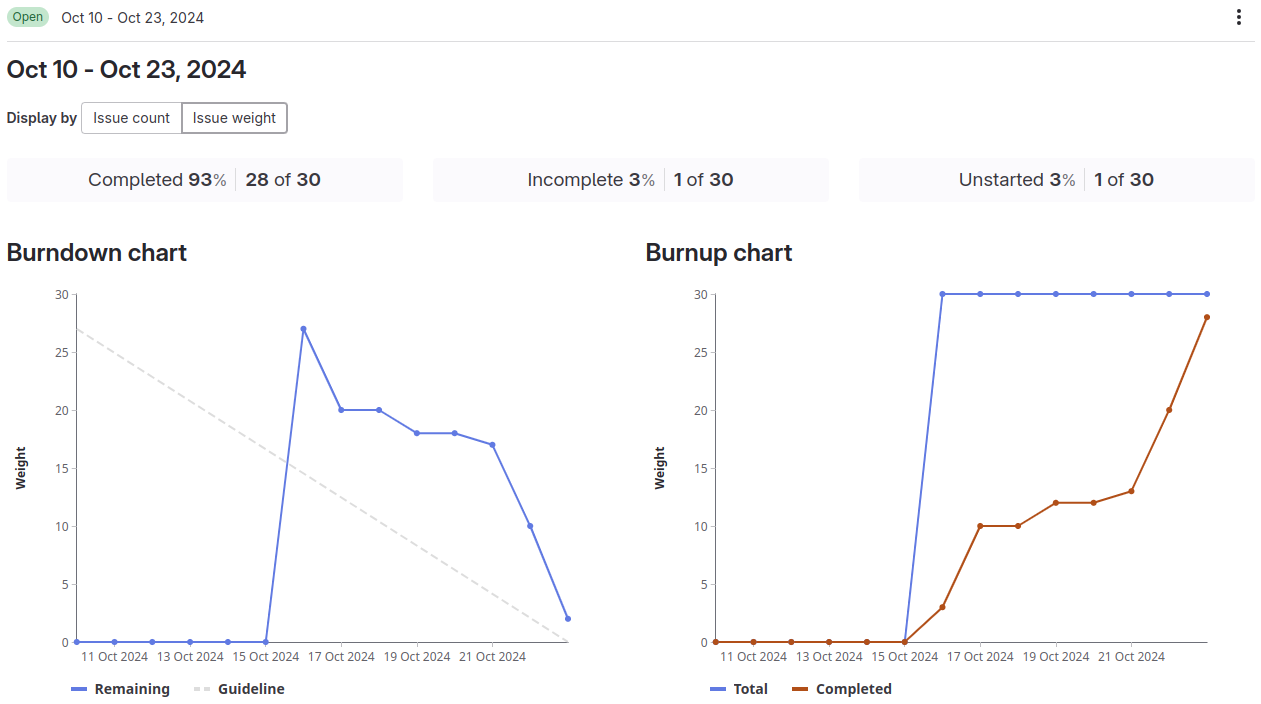 Open Oct 10 - Oct 23, 2024
Oct 10 - Oct 23, 2024
Display by Issue count Issue weight
Completed 93% 28 of 30
Incomplete 3% 1 of 30
Unstarted 3% 1 of 30
Burndown chart
30
25
20
15
10
5
0
Weight
11 Oct 2024 13 Oct 2024 15 Oct 2024 17 Oct 2024 19 Oct 2024 21 Oct 2024
Remaining Guideline
Burnup chart
30
25
20
15
10
5
0
Weight
11 Oct 2024 13 Oct 2024 15 Oct 2024 17 Oct 2024 19 Oct 2024 21 Oct 2024
Total Completed